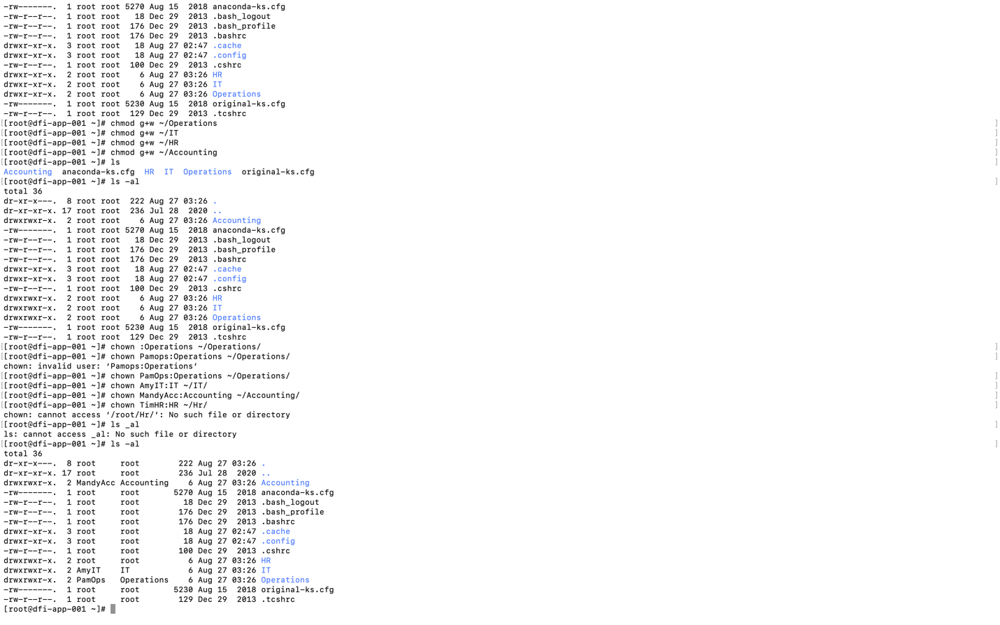 -rw-------.  1 root root 5270 Aug 15  2018 anaconda-ks.cfg
-rw-r--r--.  1 root root   18 Dec 29  2013 .bash_logout
-rw-r--r--.  1 root root  176 Dec 29  2013 .bash_profile
-rw-r--r--.  1 root root  176 Dec 29  2013 .bashrc
drwxr-xr-x.  3 root root   18 Aug 27 02:47 .cache
drwxr-xr-x.  3 root root   18 Aug 27 02:47 .config
-rw-r--r--.  1 root root  100 Dec 29  2013 .cshrc
drwxr-xr-x.  2 root root    6 Aug 27 03:26 HR
drwxr-xr-x.  2 root root    6 Aug 27 03:26 IT
drwxr-xr-x.  2 root root    6 Aug 27 03:26 Operations
-rw-------.  1 root root 5230 Aug 15  2018 original-ks.cfg
-rw-r--r--.  1 root root  129 Dec 29  2013 .tcshrc
[[root@dfi-app-001 ~]# chmod g+w ~/Operations ]
[[root@dfi-app-001 ~]# chmod g+w ~/IT ]
[[root@dfi-app-001 ~]# chmod g+w ~/HR ]
[[root@dfi-app-001 ~]# chmod g+w ~/Accounting ]
[[root@dfi-app-001 ~]# ls ]
Accounting  anaconda-ks.cfg  HR  IT  Operations  original-ks.cfg
[[root@dfi-app-001 ~]# ls -al ]
total 36
dr-xr-x---.  8 root root  222 Aug 27 03:26 .
dr-xr-xr-x. 17 root root  236 Jul 28  2020 ..
drwxrwxr-x.  2 root root    6 Aug 27 03:26 Accounting
-rw-------.  1 root root 5270 Aug 15  2018 anaconda-ks.cfg
-rw-r--r--.  1 root root   18 Dec 29  2013 .bash_logout
-rw-r--r--.  1 root root  176 Dec 29  2013 .bash_profile
-rw-r--r--.  1 root root  176 Dec 29  2013 .bashrc
drwxr-xr-x.  3 root root   18 Aug 27 02:47 .cache
drwxr-xr-x.  3 root root   18 Aug 27 02:47 .config
-rw-r--r--.  1 root root  100 Dec 29  2013 .cshrc
drwxrwxr-x.  2 root root    6 Aug 27 03:26 HR
drwxrwxr-x.  2 root root    6 Aug 27 03:26 IT
drwxrwxr-x.  2 root root    6 Aug 27 03:26 Operations
-rw-------.  1 root root 5230 Aug 15  2018 original-ks.cfg
-rw-r--r--.  1 root root  129 Dec 29  2013 .tcshrc
[[root@dfi-app-001 ~]# chown :Operations ~/Operations/ ]
[[root@dfi-app-001 ~]# chown Pamops:Operations ~/Operations/ ]
chown: invalid user: ‘Pamops:Operations’
[[root@dfi-app-001 ~]# chown PamOps:Operations ~/Operations/ ]
[[root@dfi-app-001 ~]# chown AmyIT:IT ~/IT/ ]
[[root@dfi-app-001 ~]# chown MandyAcc:Accounting ~/Accounting/ ]
[[root@dfi-app-001 ~]# chown TimHR:HR ~/Hr/ ]
chown: cannot access ‘/root/Hr/’: No such file or directory
[[root@dfi-app-001 ~]# ls _al ]
ls: cannot access _al: No such file or directory
[[root@dfi-app-001 ~]# ls -al ]
total 36
dr-xr-x---.  8 root     root        222 Aug 27 03:26 .
dr-xr-xr-x. 17 root     root        236 Jul 28  2020 ..
drwxrwxr-x.  2 MandyAcc Accounting    6 Aug 27 03:26 Accounting
-rw-------.  1 root     root       5270 Aug 15  2018 anaconda-ks.cfg
-rw-r--r--.  1 root     root         18 Dec 29  2013 .bash_logout
-rw-r--r--.  1 root     root        176 Dec 29  2013 .bash_profile
-rw-r--r--.  1 root     root        176 Dec 29  2013 .bashrc
drwxr-xr-x.  3 root     root         18 Aug 27 02:47 .cache
drwxr-xr-x.  3 root     root         18 Aug 27 02:47 .config
-rw-r--r--.  1 root     root        100 Dec 29  2013 .cshrc
drwxrwxr-x.  2 root     root          6 Aug 27 03:26 HR
drwxrwxr-x.  2 AmyIT    IT            6 Aug 27 03:26 IT
drwxrwxr-x.  2 PamOps   Operations    6 Aug 27 03:26 Operations
-rw-------.  1 root     root       5230 Aug 15  2018 original-ks.cfg
-rw-r--r--.  1 root     root        129 Dec 29  2013 .tcshrc
[root@dfi-app-001 ~]#